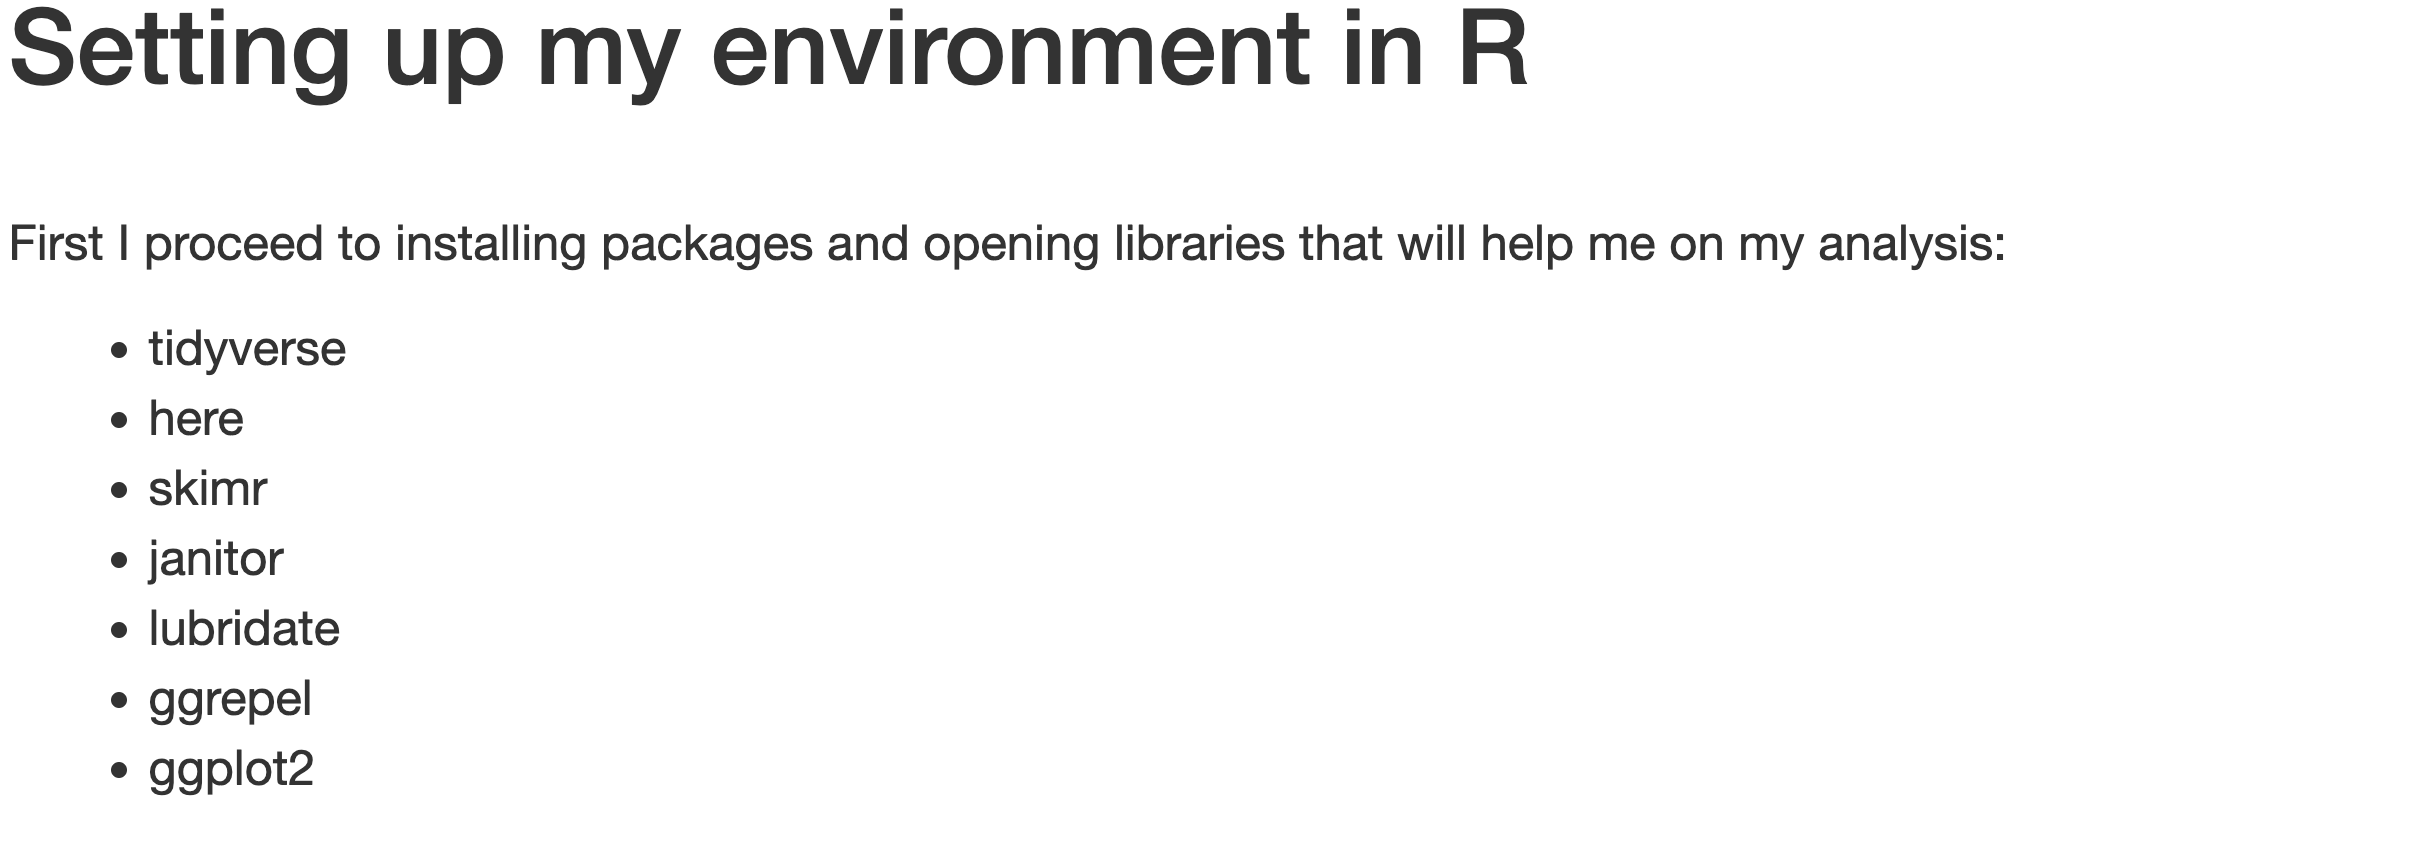 Setting up my environment in R
First I proceed to installing packages and opening libraries that will help me on my analysis:
• tidyverse
• here
• skimr
• janitor
• lubridate
• ggrepel
• ggplot2